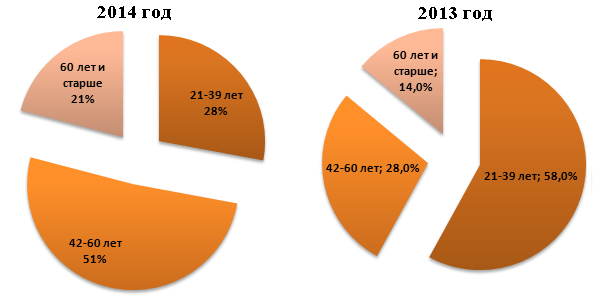 2014 год
60 лет и
старше
21%
21-39 лет
28%
42-60 лет
51%
2013 год
60 лет и
старше;
14,0%
42-60 лет; 28,0%
21-39 лет; 58,0%